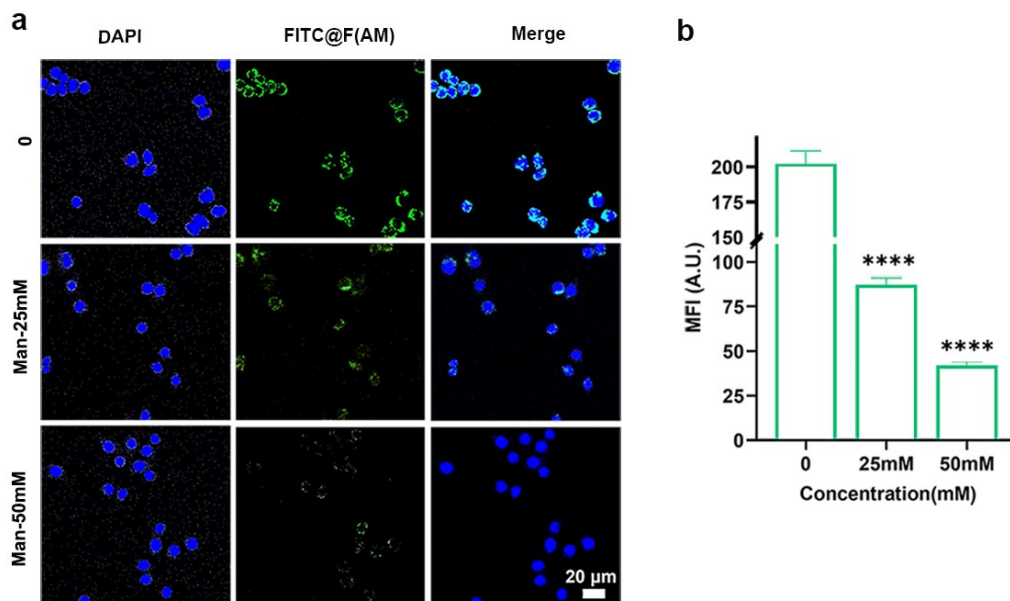 a
DAPI
FITC@F(AM)
Merge
0
Man-25mM
Man-50mM
20 μm
b
MFI (A.U.)
200
175
150
100
75
50
25
0
****
****
0
25mM
50mM
Concentration(mM)